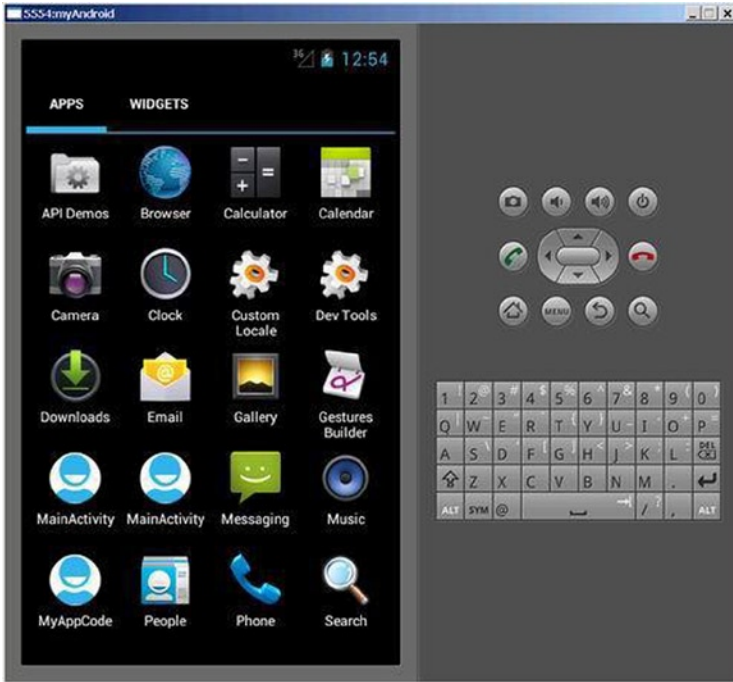 5554:myAndroid
3G 12:54
APPS WIDGETS
API Demos Browser Calculator Calendar
Camera Clock Custom Locale Dev Tools
Downloads Email Gallery Gestures Builder
MainActivity MainActivity Messaging Music
MyAppCode People Phone Search
MENU
1 ! 2 @ 3 # 4 $ 5 % 6 ^ 7 & 8 * 9 ( 0 )
Q W E R T { Y } U I O + P =
A S \ D F [ G ] H < J > K L DEL
Z X C V B N M .
ALT SYM @ / ? , ALT